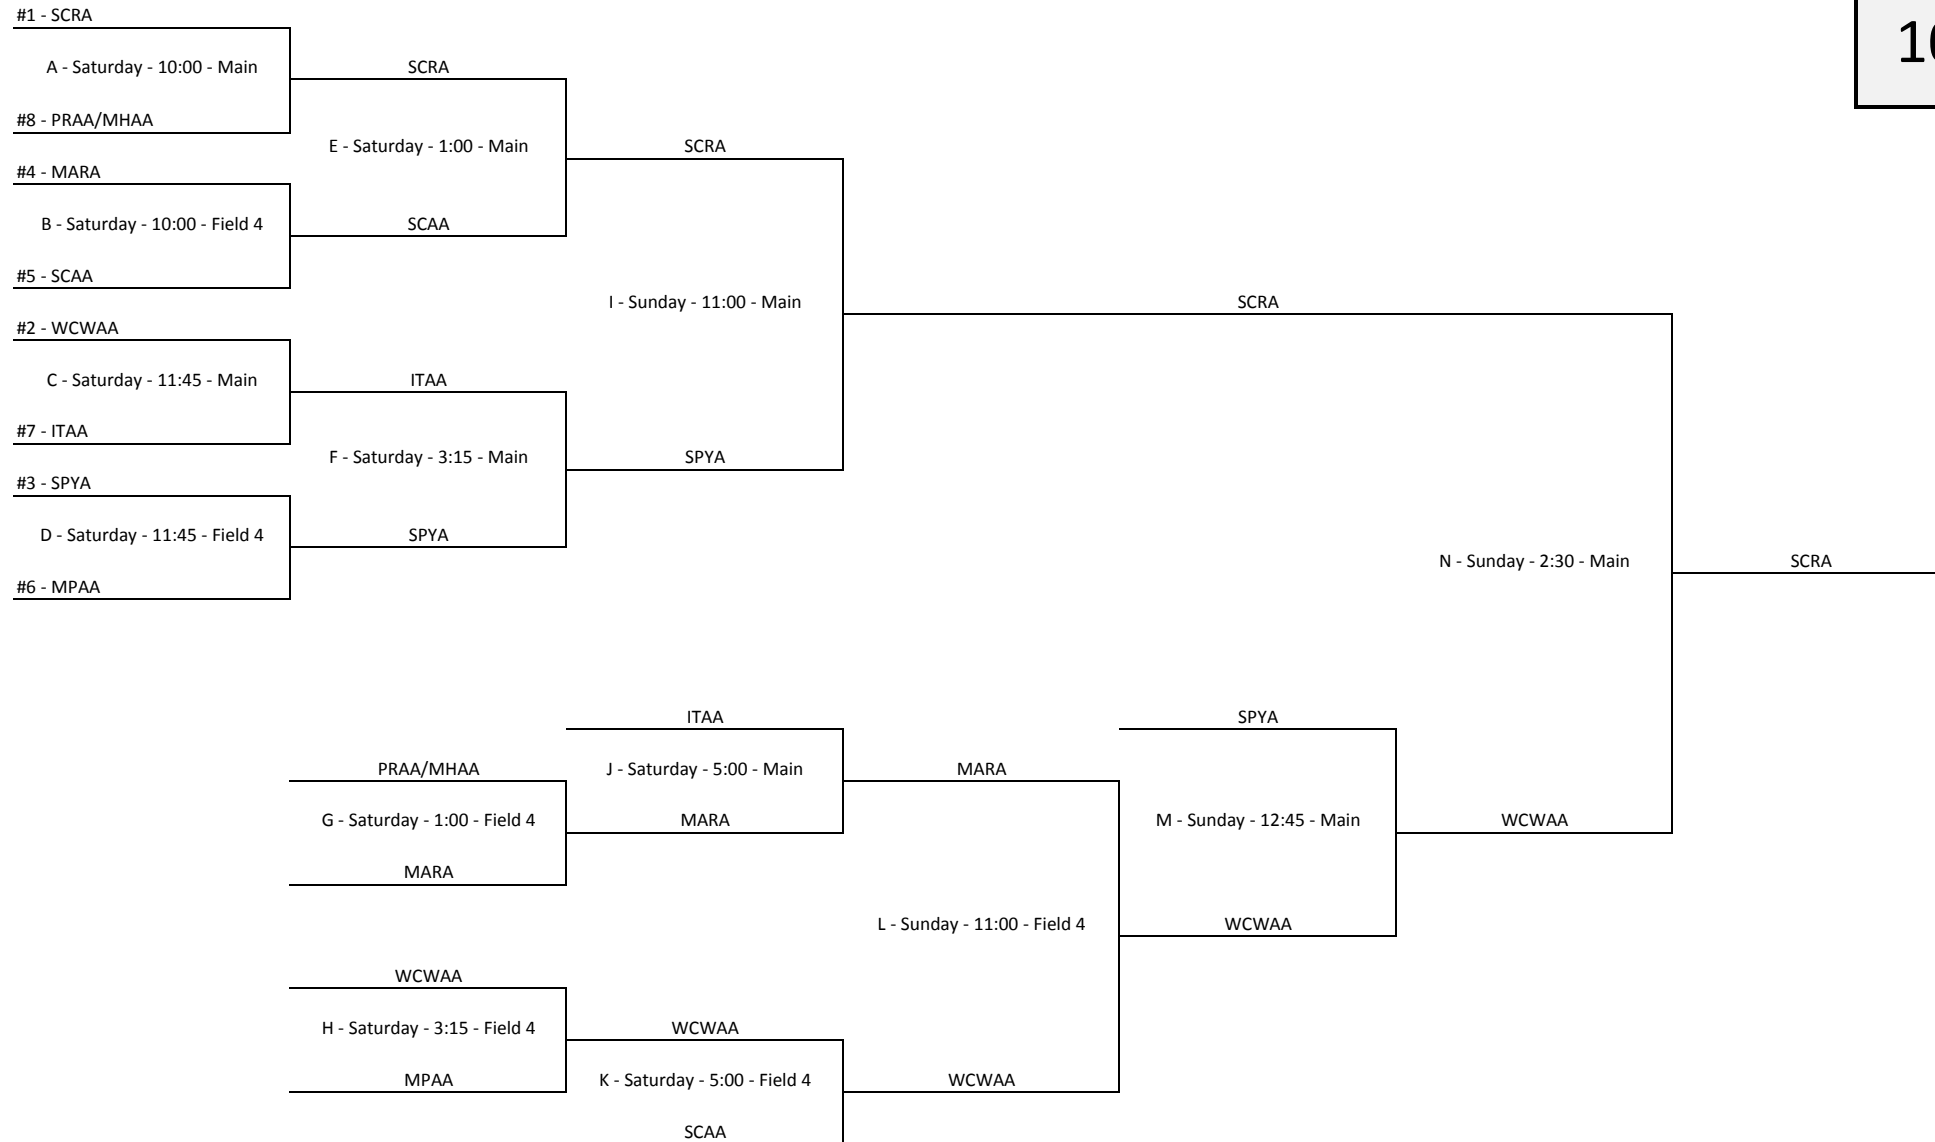 #1 - SCRA
A - Saturday - 10:00 - Main
SCRA
#8 - PRAA/MHAA
E - Saturday - 1:00 - Main
SCRA
#4 - MARA
B - Saturday - 10:00 - Field 4
SCAA
#5 - SCAA
I - Sunday - 11:00 - Main
SCRA
#2 - WCWAA
C - Saturday - 11:45 - Main
ITAA
#7 - ITAA
F - Saturday - 3:15 - Main
SPYA
#3 - SPYA
D - Saturday - 11:45 - Field 4
SPYA
#6 - MPAA
N - Sunday - 2:30 - Main
SCRA
ITAA
SPYA
PRAA/MHAA
J - Saturday - 5:00 - Main
MARA
G - Saturday - 1:00 - Field 4
MARA
M - Sunday - 12:45 - Main
WCWAA
MARA
L - Sunday - 11:00 - Field 4
WCWAA
WCWAA
H - Saturday - 3:15 - Field 4
WCWAA
MPAA
K - Saturday - 5:00 - Field 4
WCWAA
SCAA